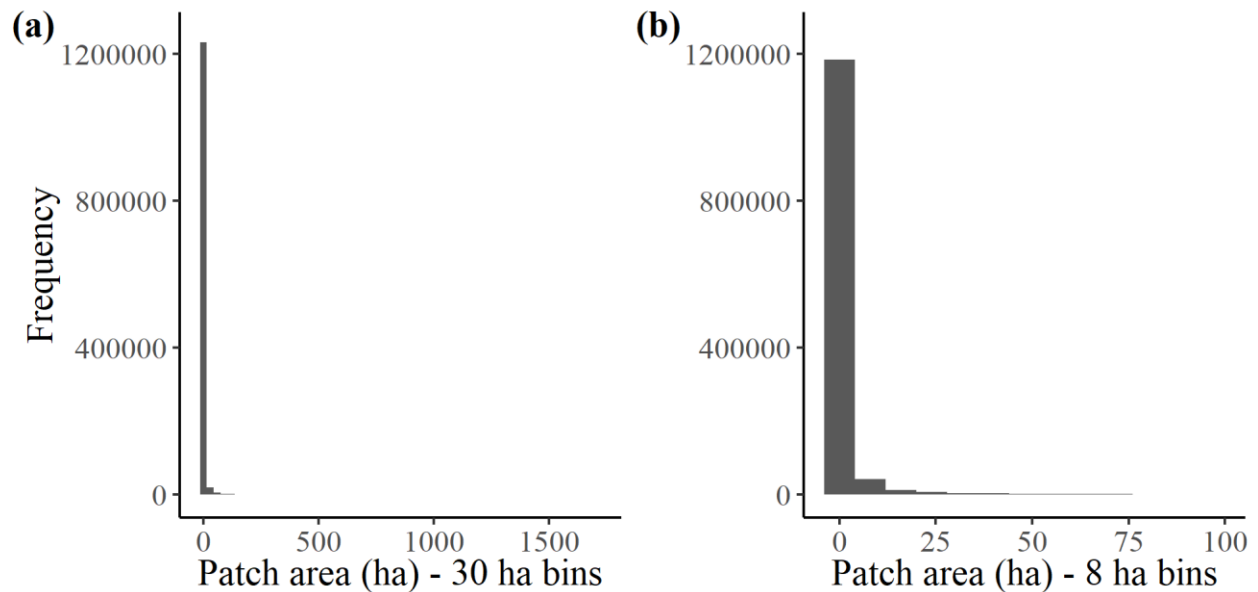 (a)
1200000
800000
400000
0
Frequency
0 500 1000 1500
Patch area (ha) - 30 ha bins
(b)
1200000
800000
400000
0
0 25 50 75 100
Patch area (ha) - 8 ha bins